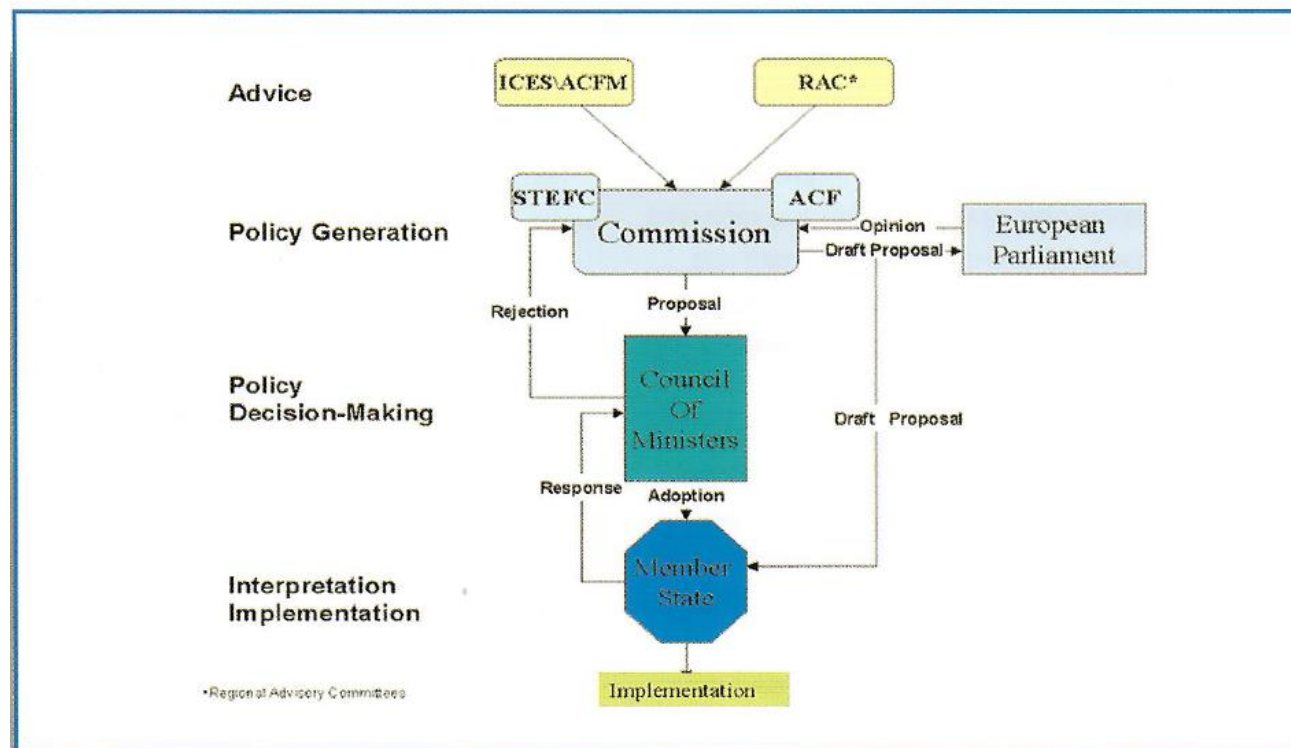 Advice
ICES\ACFM
RAC*
STEFC
ACF
Policy Generation
Commission
Opinion
Draft Proposal
European
Parliament
Rejection
Proposal
Policy
Decision-Making
Council
Of
Ministers
Draft Proposal
Response
Adoption
Interpretation
Implementation
Member
State
Implementation
*Regional Advisory Committees